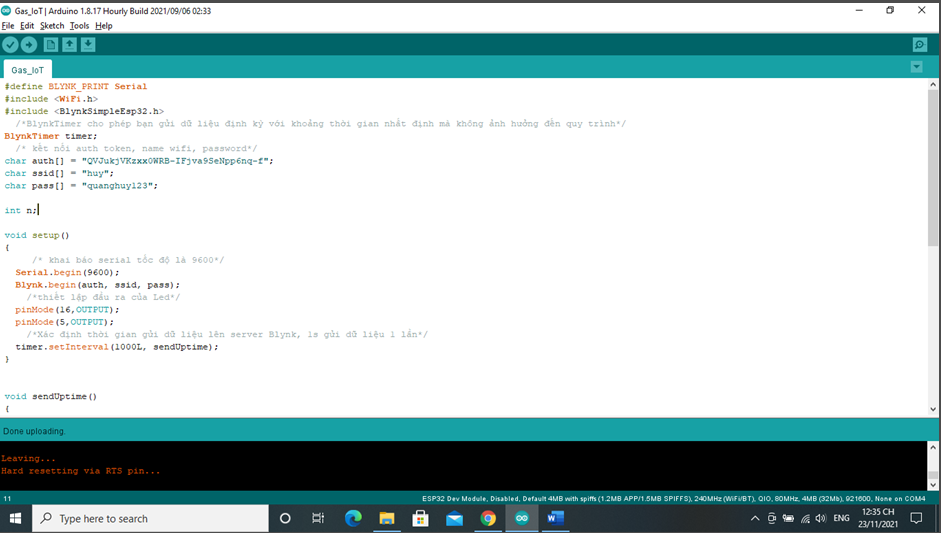 Gas_IoT | Arduino 1.8.17 Hourly Build 2021/09/06 02:33
File Edit Sketch Tools Help
Gas_IoT
#define BLYNK_PRINT Serial
#include <WiFi.h>
#include <BlynkSimpleEsp32.h>
/*BlynkTimer cho phép bạn gửi dữ liệu định kỳ với khoảng thời gian nhất định mà không ảnh hưởng đến quy trình*/
BlynkTimer timer;
/* kết nối auth token, name wifi, password*/
char auth[] = "QVJukjVKzxx0WRB-IFjva9SeNpp6nq-f";
char ssid[] = "huy";
char pass[] = "quanghuy123";
int n;
void setup()
{
/* khai báo serial tốc độ là 9600*/
Serial.begin(9600);
Blynk.begin(auth, ssid, pass);
/*thiết lập đầu ra của Led*/
pinMode(16,OUTPUT);
pinMode(5,OUTPUT);
/*Xác định thời gian gửi dữ liệu lên server Blynk, 1s gửi dữ liệu 1 lần*/
timer.setInterval(1000L, sendUptime);
}
void sendUptime()
{
Done uploading.
Leaving...
Hard resetting via RTS pin...
11
ESP32 Dev Module, Disabled, Default 4MB with spiffs (1.2MB APP/1.5MB SPIFFS), 240MHz (WiFi/BT), QIO, 80MHz, 4MB (32Mb), 921600, None on COM4
Type here to search
ENG
12:35 CH
23/11/2021